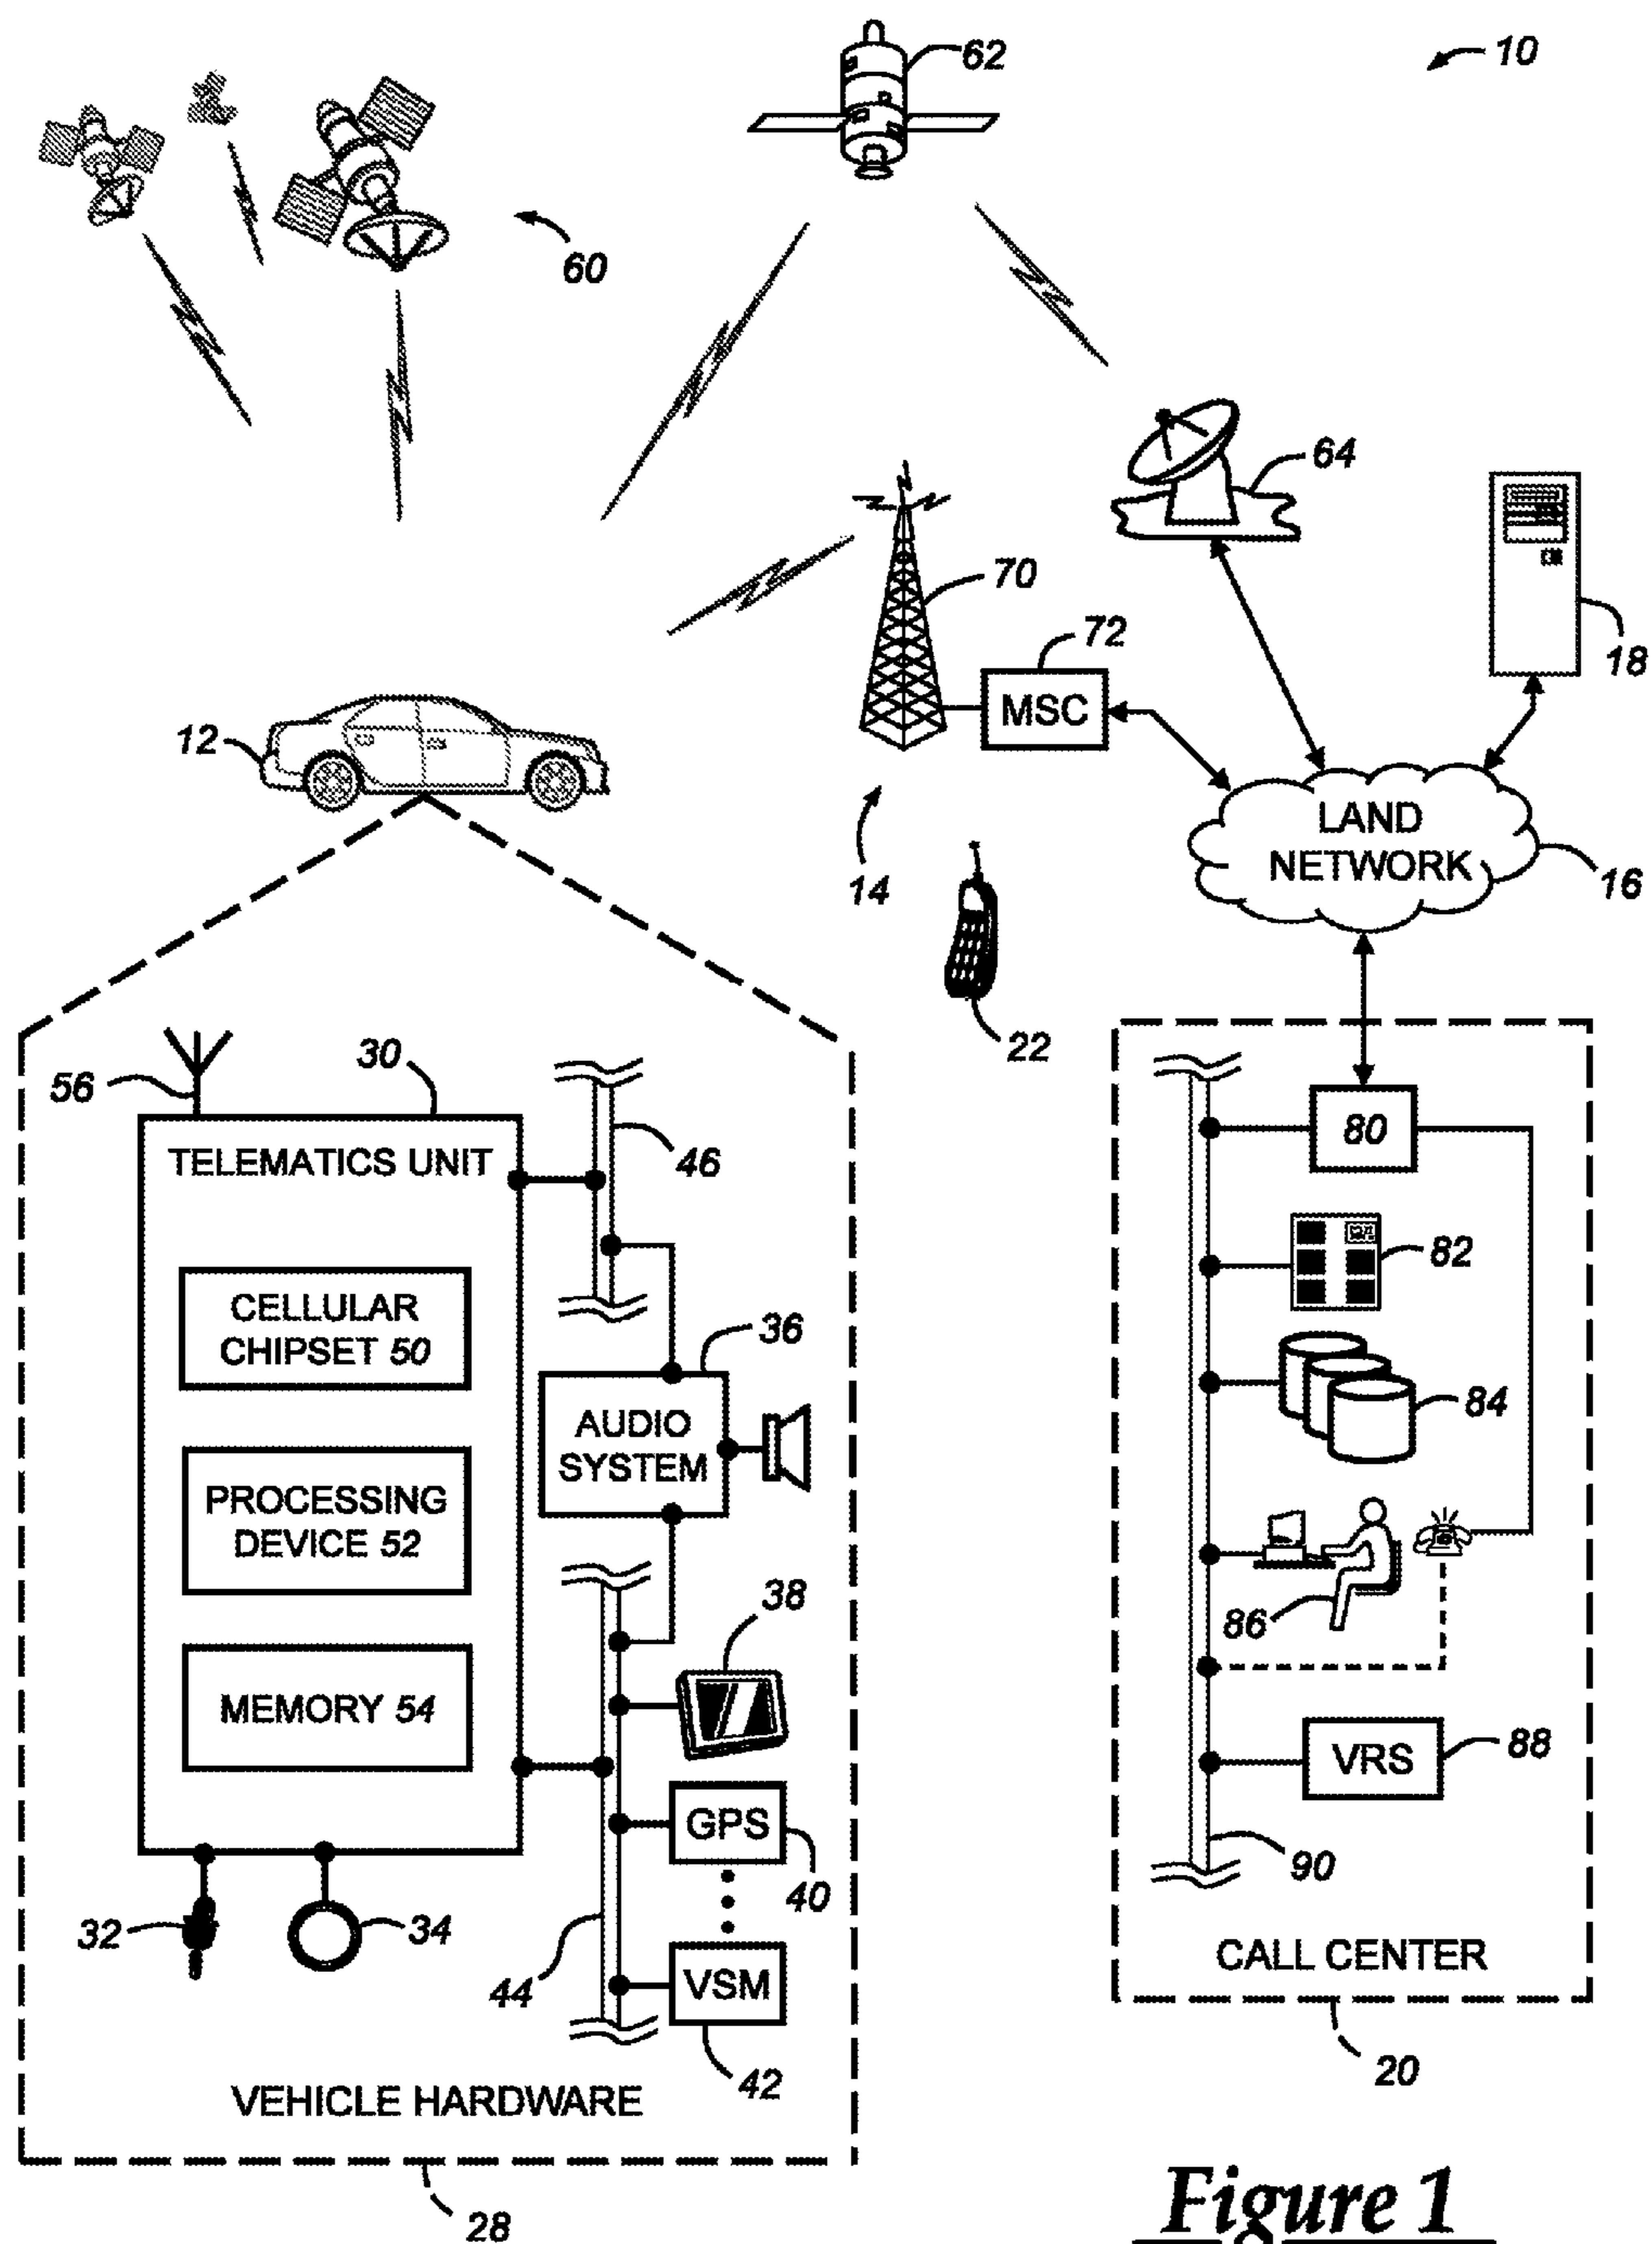 62
10
60
64
70
72
18
MSC
12
LAND
NETWORK
14
16
22
56
30
46
TELEMATICS UNIT
80
82
CELLULAR
CHIPSET 50
36
AUDIO
SYSTEM
84
PROCESSING
DEVICE 52
38
86
MEMORY 54
VRS
88
GPS
40
90
32
34
44
VSM
CALL CENTER
42
20
VEHICLE HARDWARE
28
Figure 1